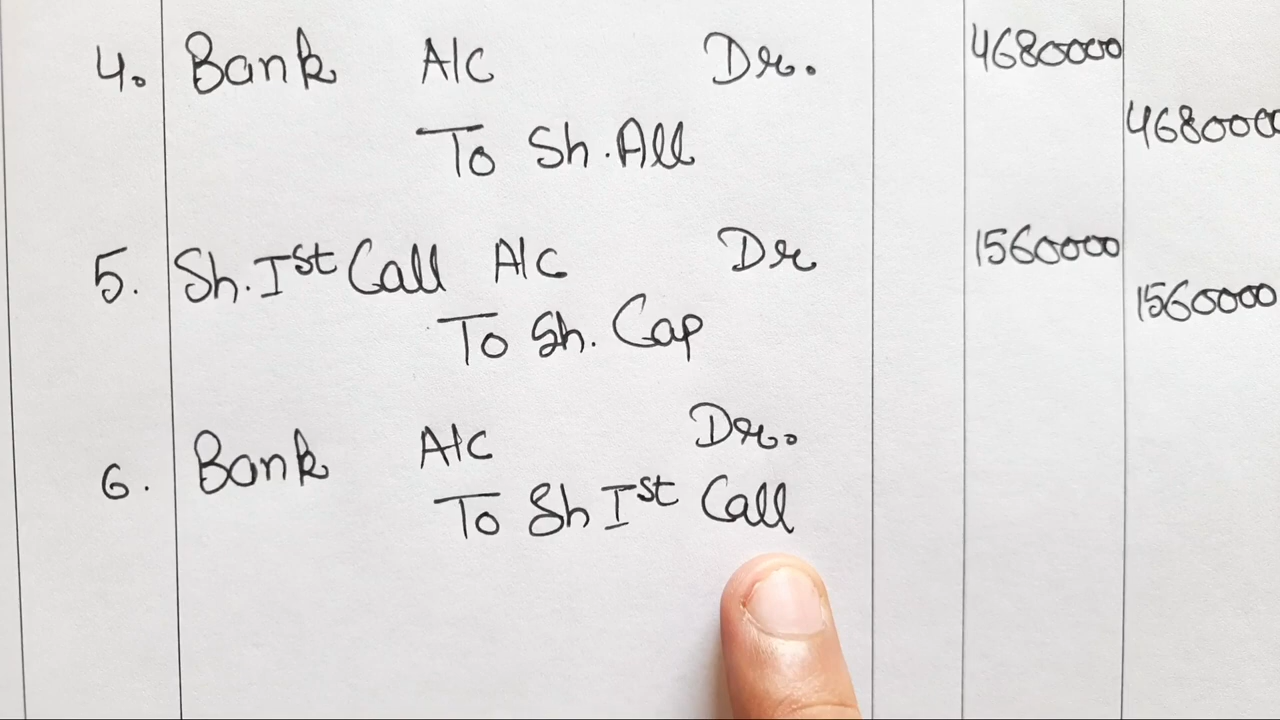 4. Bank A/C Dr. 4680000
To Sh. All 4680000
5. Sh. Ist Call A/C Dr 1560000
To Sh. Cap 1560000
6. Bank A/C Dr.
To Sh Ist Call